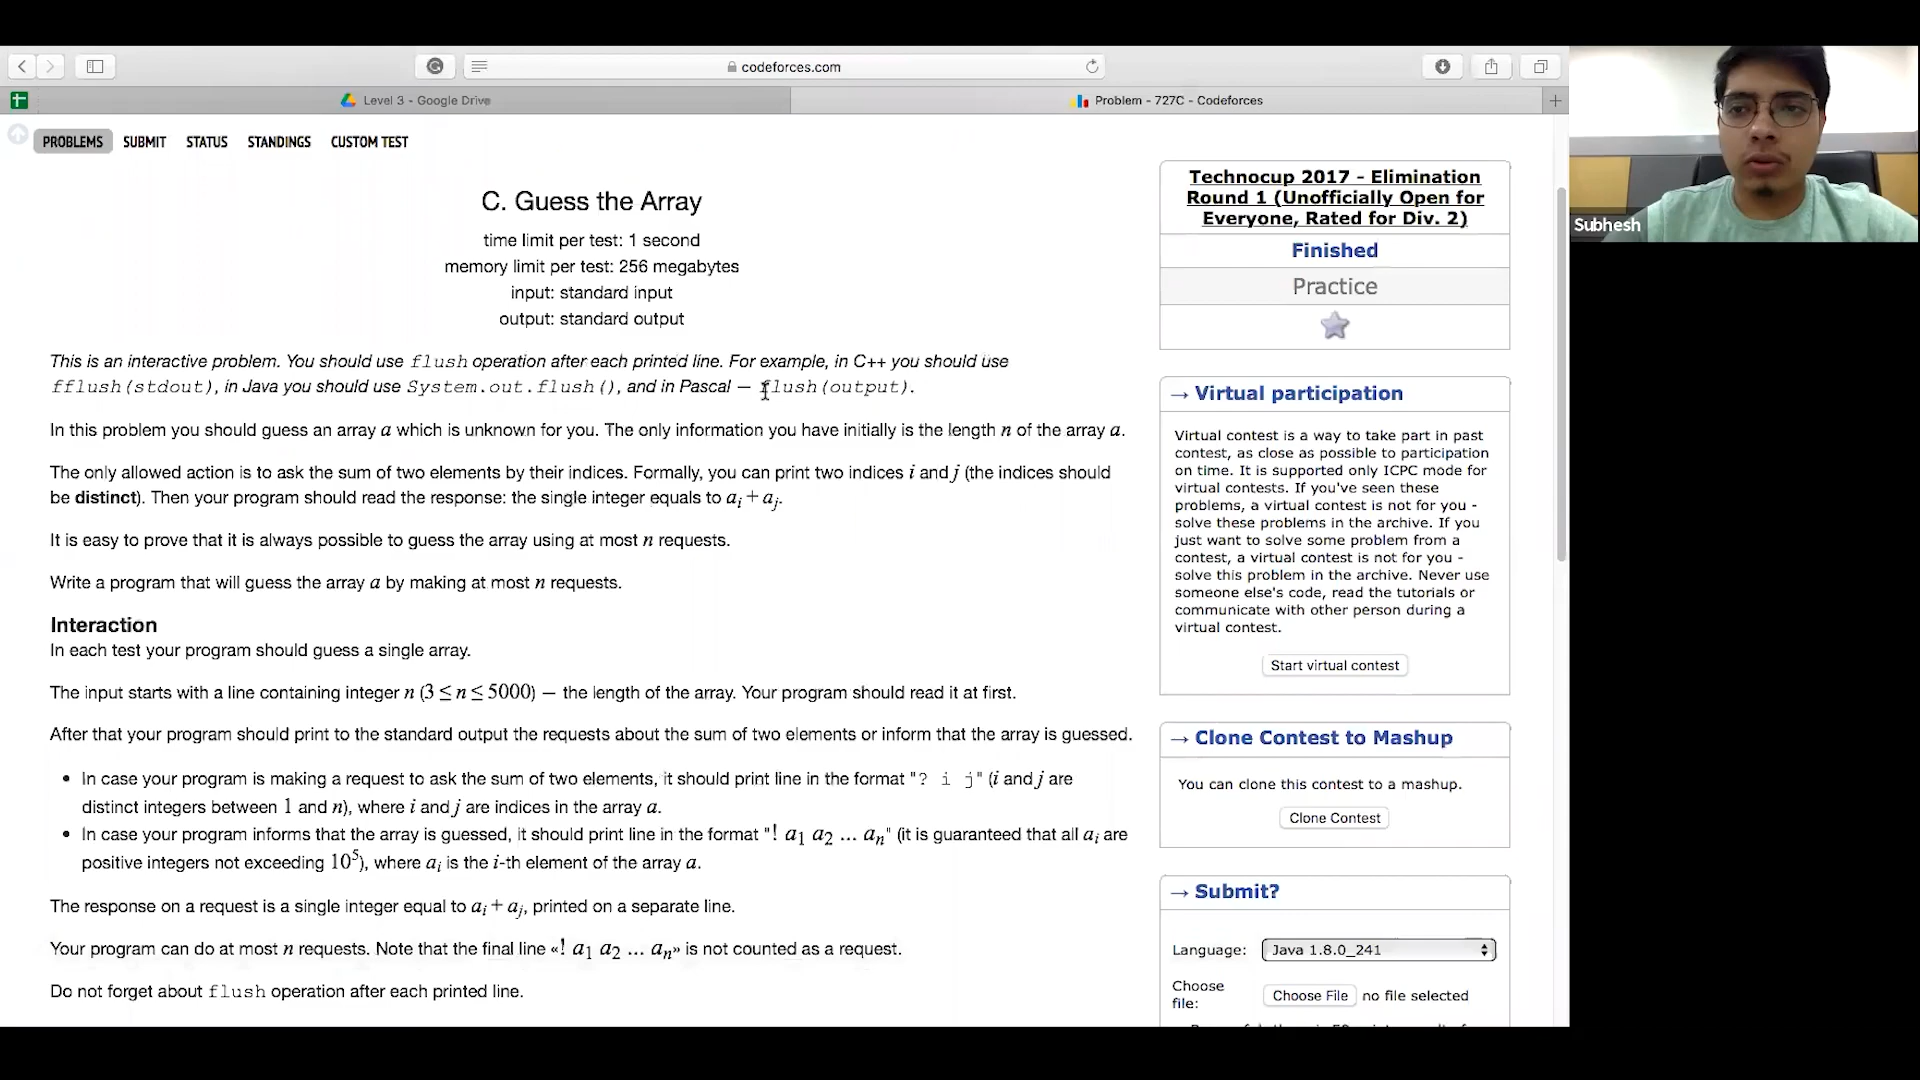 codeforces.com
Level 3 - Google Drive
Problem - 727C - Codeforces
PROBLEMS SUBMIT STATUS STANDINGS CUSTOM TEST
C. Guess the Array
time limit per test: 1 second
memory limit per test: 256 megabytes
input: standard input
output: standard output
This is an interactive problem. You should use flush operation after each printed line. For example, in C++ you should use
fflush(stdout), in Java you should use System.out.flush(), and in Pascal — flush(output).
In this problem you should guess an array a which is unknown for you. The only information you have initially is the length n of the array a.
The only allowed action is to ask the sum of two elements by their indices. Formally, you can print two indices i and j (the indices should
be distinct). Then your program should read the response: the single integer equals to ai + aj.
It is easy to prove that it is always possible to guess the array using at most n requests.
Write a program that will guess the array a by making at most n requests.
Interaction
In each test your program should guess a single array.
The input starts with a line containing integer n (3 ≤ n ≤ 5000) — the length of the array. Your program should read it at first.
After that your program should print to the standard output the requests about the sum of two elements or inform that the array is guessed.
• In case your program is making a request to ask the sum of two elements, it should print line in the format "? i j" (i and j are
distinct integers between 1 and n), where i and j are indices in the array a.
• In case your program informs that the array is guessed, it should print line in the format "! a1 a2 ... an" (it is guaranteed that all ai are
positive integers not exceeding 10^5), where ai is the i-th element of the array a.
The response on a request is a single integer equal to ai + aj, printed on a separate line.
Your program can do at most n requests. Note that the final line «! a1 a2 ... an» is not counted as a request.
Do not forget about flush operation after each printed line.
Technocup 2017 - Elimination
Round 1 (Unofficially Open for
Everyone, Rated for Div. 2)
Finished
Practice
→ Virtual participation
Virtual contest is a way to take part in past
contest, as close as possible to participation
on time. It is supported only ICPC mode for
virtual contests. If you've seen these
problems, a virtual contest is not for you -
solve these problems in the archive. If you
just want to solve some problem from a
contest, a virtual contest is not for you -
solve this problem in the archive. Never use
someone else's code, read the tutorials or
communicate with other person during a
virtual contest.
Start virtual contest
→ Clone Contest to Mashup
You can clone this contest to a mashup.
Clone Contest
→ Submit?
Language: Java 1.8.0_241
Choose
file: Choose File no file selected
Subhesh